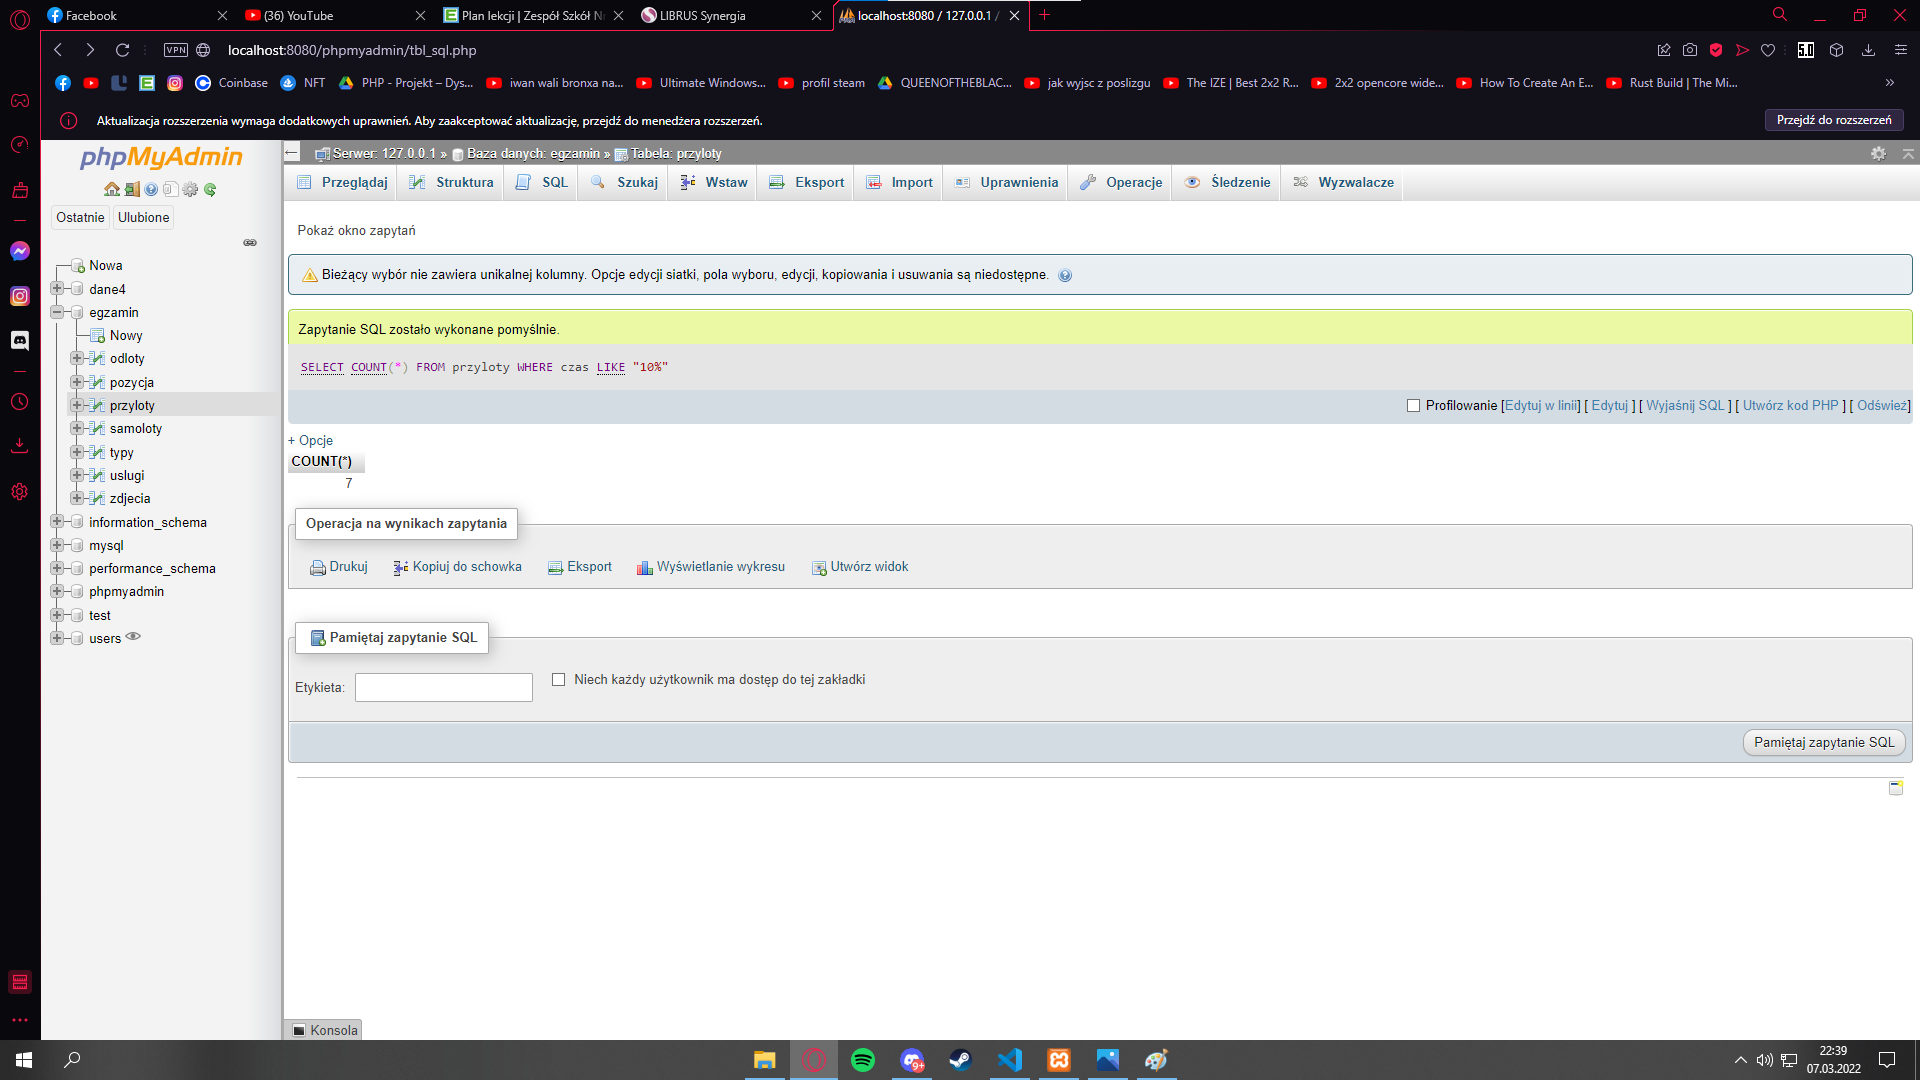 Facebook
(36) YouTube
Plan lekcji | Zespół Szkół N
LIBRUS Synergia
localhost:8080 / 127.0.0.1 /
VPN
localhost:8080/phpmyadmin/tbl_sql.php
Coinbase
NFT
PHP - Projekt – Dys...
iwan wali bronxa na...
Ultimate Windows...
profil steam
QUEENOFTHEBLAC...
jak wyjsc z poslizgu
The IZE | Best 2x2 R...
2x2 opencore wide...
How To Create An E...
Rust Build | The Mi...
»
Aktualizacja rozszerzenia wymaga dodatkowych uprawnień. Aby zaakceptować aktualizację, przejdź do menedżera rozszerzeń.
Przejdź do rozszerzeń
phpMyAdmin
Ostatnie
Ulubione
Nowa
dane4
egzamin
Nowy
odloty
pozycja
przyloty
samoloty
typy
uslugi
zdjecia
information_schema
mysql
performance_schema
phpmyadmin
test
users
Serwer: 127.0.0.1 » Baza danych: egzamin » Tabela: przyloty
Przeglądaj
Struktura
SQL
Szukaj
Wstaw
Eksport
Import
Uprawnienia
Operacje
Śledzenie
Wyzwalacze
Pokaż okno zapytań
Bieżący wybór nie zawiera unikalnej kolumny. Opcje edycji siatki, pola wyboru, edycji, kopiowania i usuwania są niedostępne.
Zapytanie SQL zostało wykonane pomyślnie.
SELECT COUNT(*) FROM przyloty WHERE czas LIKE "10%"
Profilowanie [Edytuj w linii] [ Edytuj ] [ Wyjaśnij SQL ] [ Utwórz kod PHP ] [ Odśwież]
+ Opcje
COUNT(*)
7
Operacja na wynikach zapytania
Drukuj
Kopiuj do schowka
Eksport
Wyświetlanie wykresu
Utwórz widok
Pamiętaj zapytanie SQL
Etykieta:
Niech każdy użytkownik ma dostęp do tej zakładki
Pamiętaj zapytanie SQL
Konsola
9+
22:39
07.03.2022